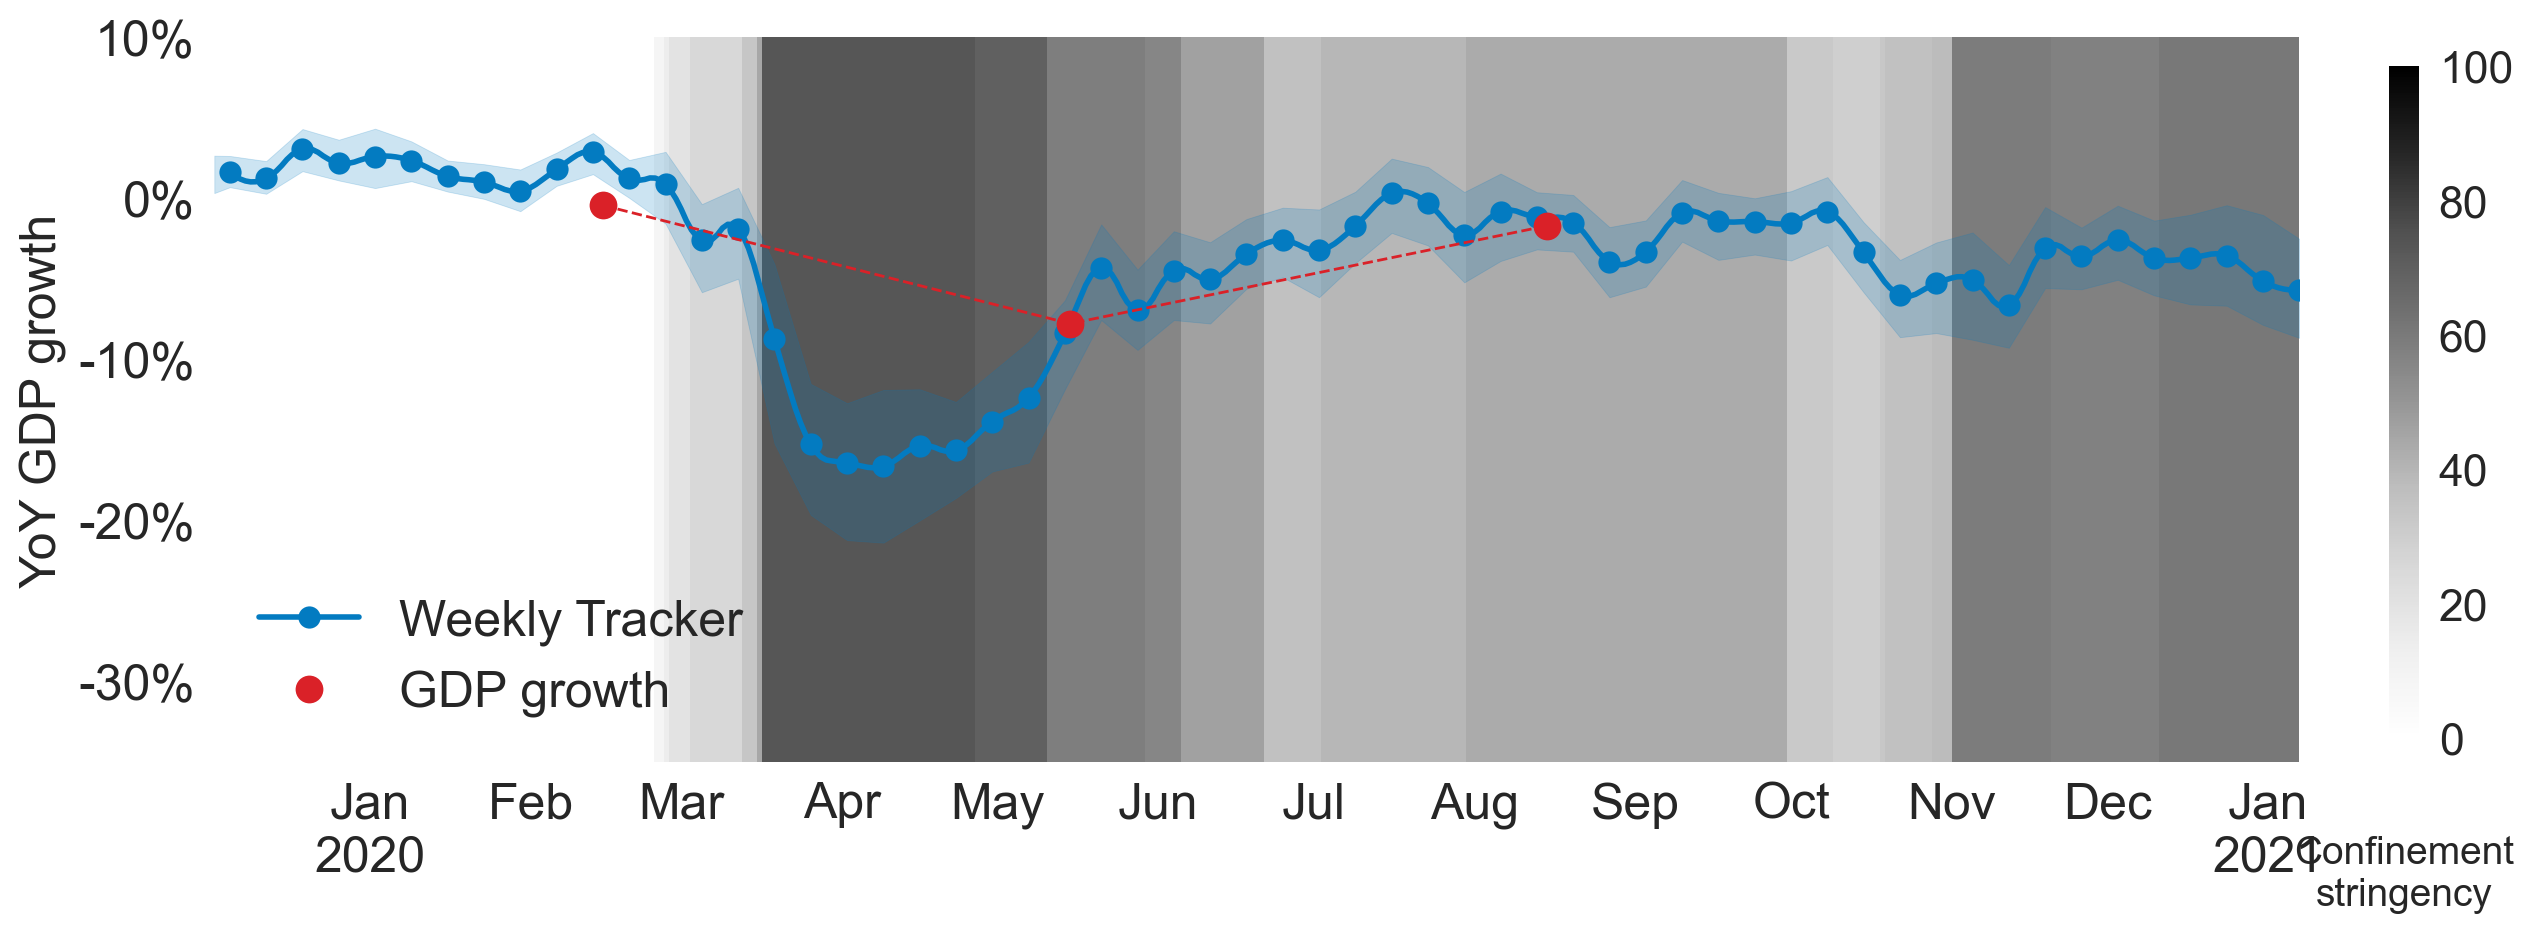 YoY GDP growth
10%
0%
-10%
-20%
-30%
Weekly Tracker
GDP growth
Jan
2020
Feb
Mar
Apr
May
Jun
Jul
Aug
Sep
Oct
Nov
Dec
Jan
2021
100
80
60
40
20
0
Confinement
stringency